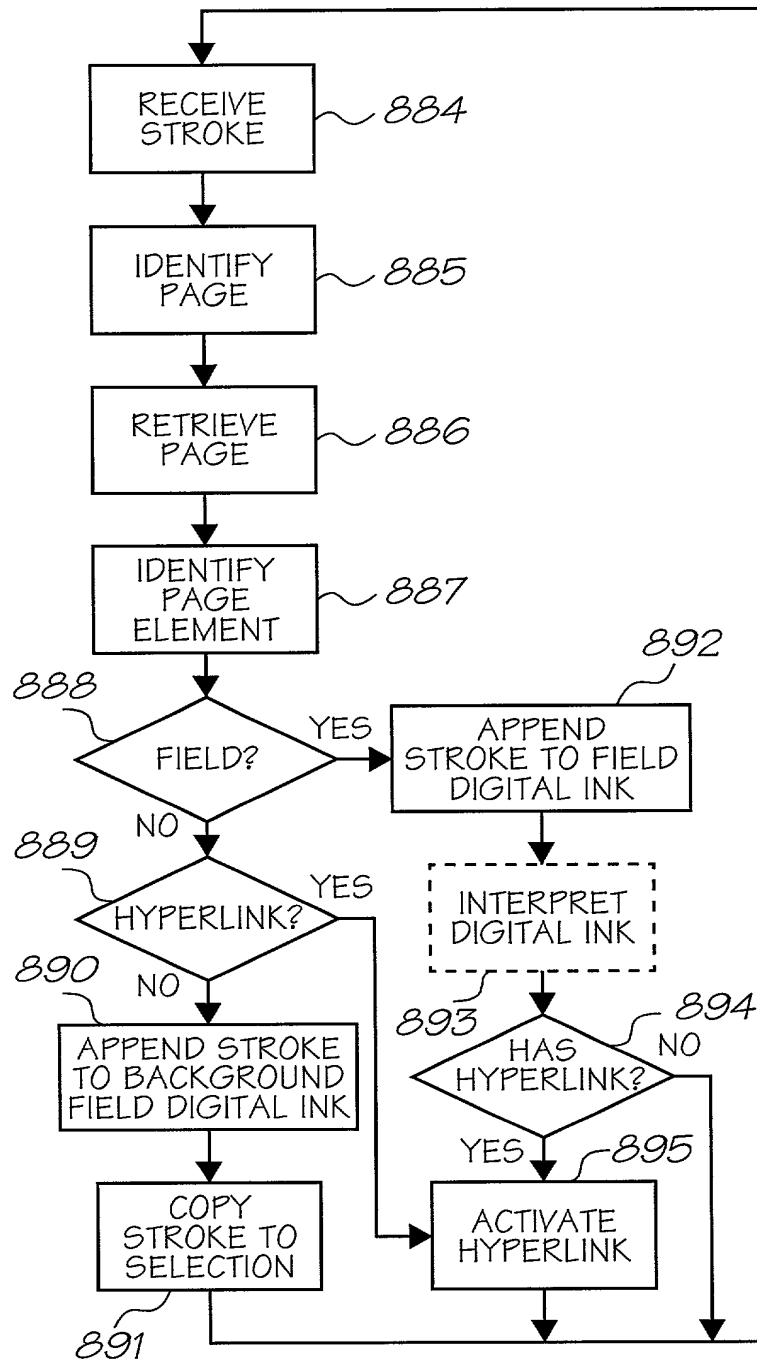 RECEIVE
STROKE
884
IDENTIFY
PAGE
885
RETRIEVE
PAGE
886
IDENTIFY
PAGE
ELEMENT
887
888
FIELD?
YES
NO
892
APPEND
STROKE TO FIELD
DIGITAL INK
889
HYPERLINK?
YES
NO
INTERPRET
DIGITAL INK
893
890
APPEND STROKE
TO BACKGROUND
FIELD DIGITAL INK
894
HAS
HYPERLINK?
NO
YES
895
COPY
STROKE TO
SELECTION
891
ACTIVATE
HYPERLINK